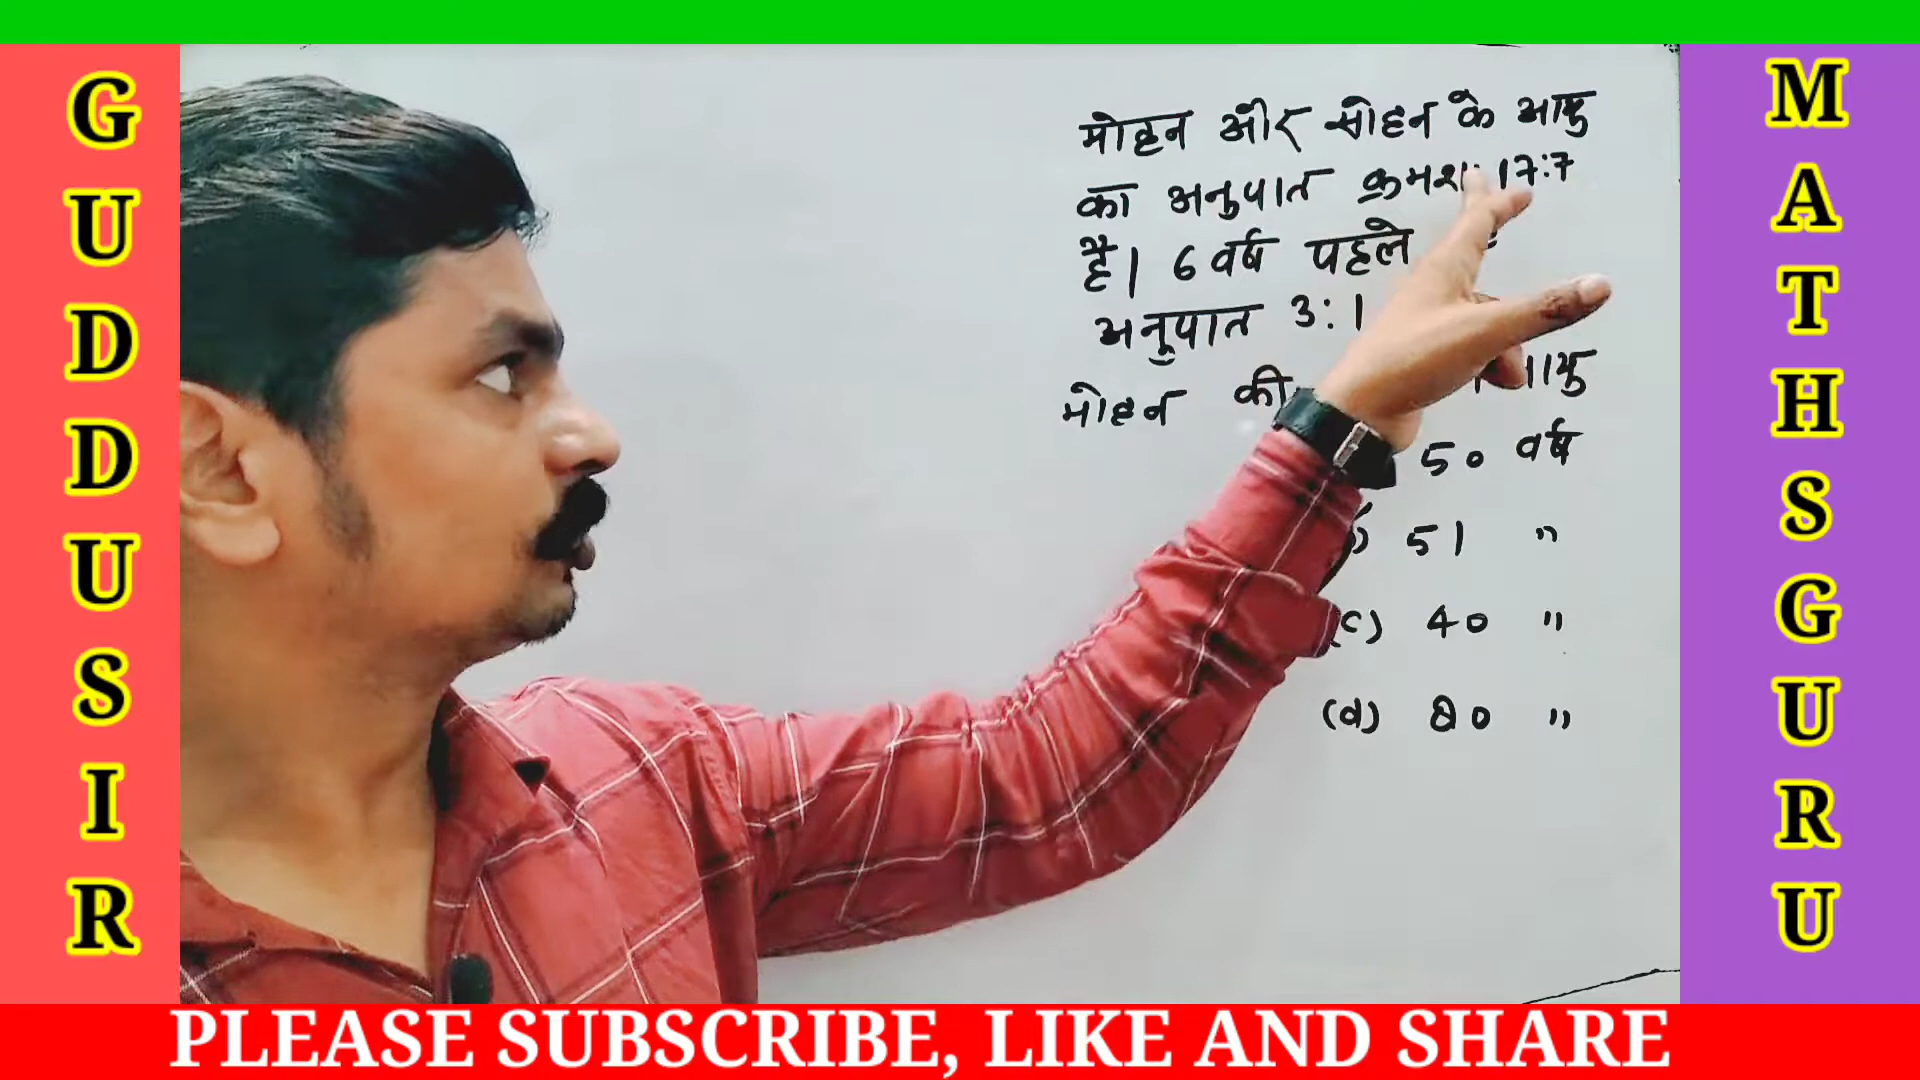 GUDDU SIR
मोहन और सोहन के आयु
का अनुपात क्रमशः 17:7
है। 6 वर्ष पहले
अनुपात 3:1
मोहन की
50 वर्ष
51 "
(c) 40 "
(d) 80 "
MATHS GURU
PLEASE SUBSCRIBE, LIKE AND SHARE